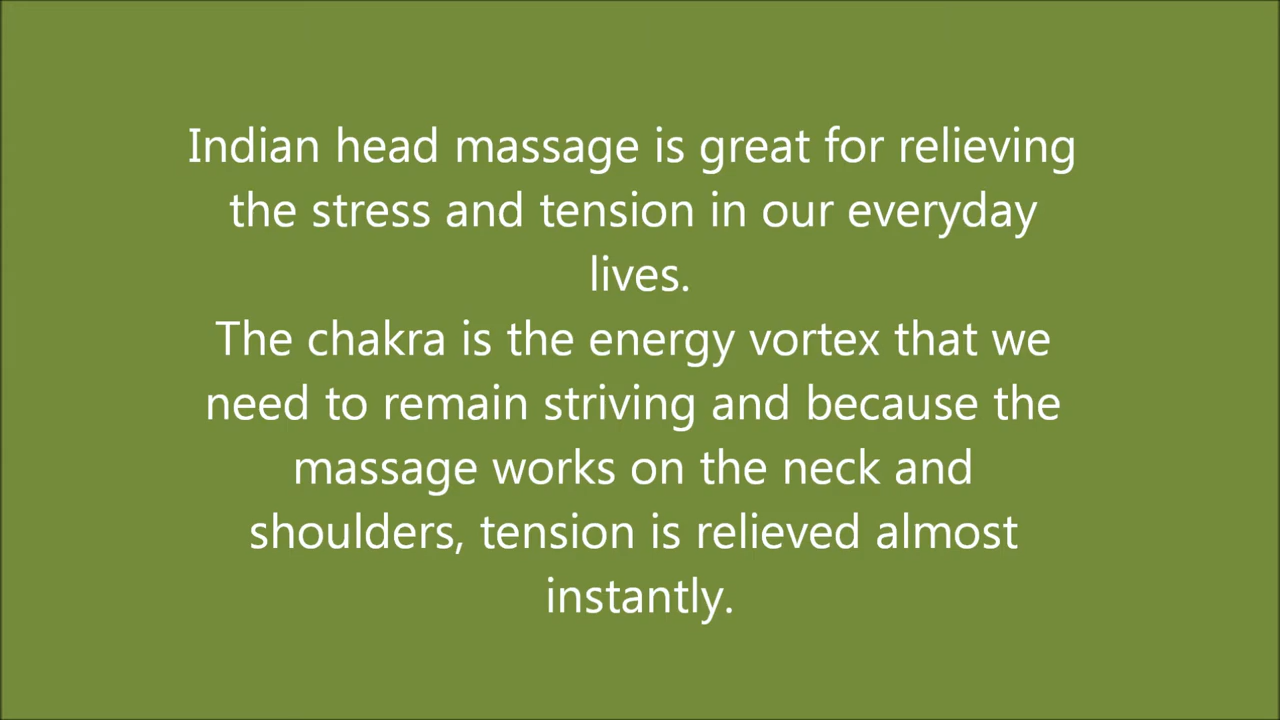 Indian head massage is great for relieving
the stress and tension in our everyday
lives.
The chakra is the energy vortex that we
need to remain striving and because the
massage works on the neck and
shoulders, tension is relieved almost
instantly.